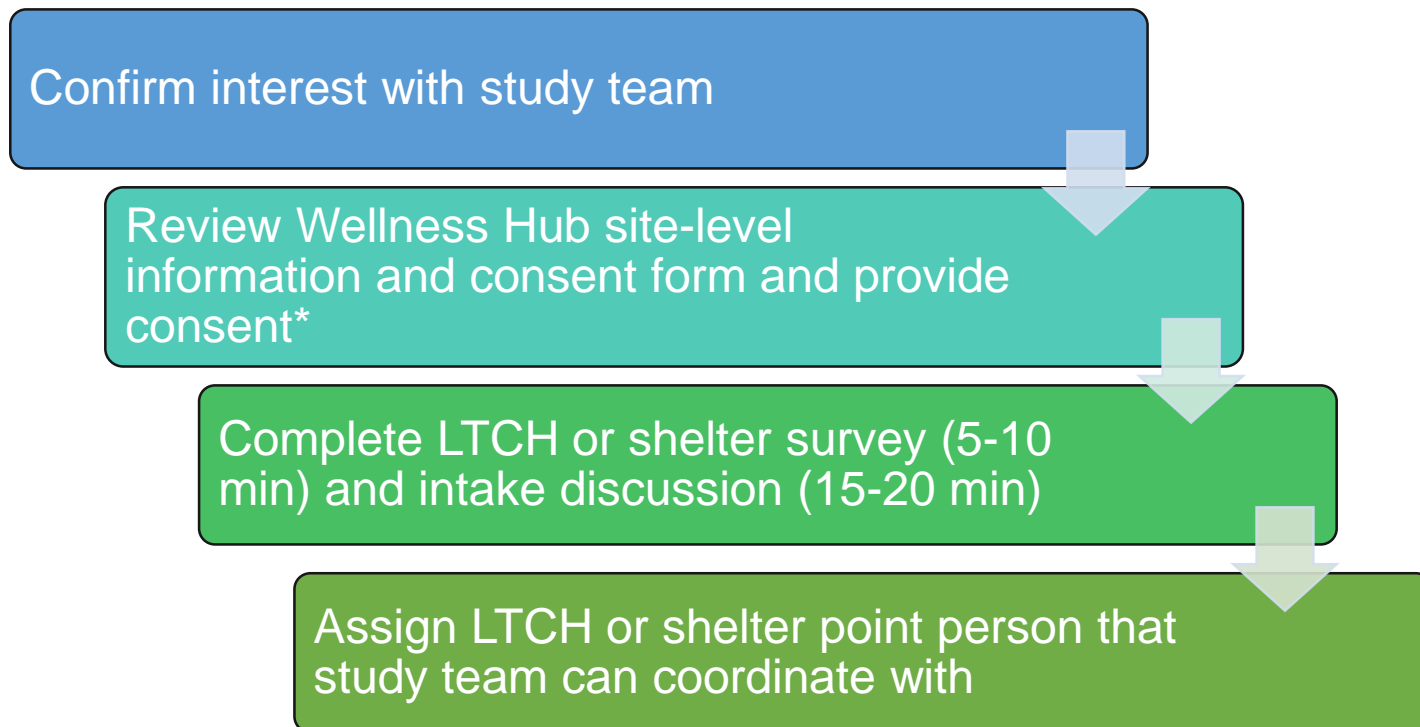 Confirm interest with study team
Review Wellness Hub site-level
information and consent form and provide
consent*
Complete LTCH or shelter survey (5-10
min) and intake discussion (15-20 min)
Assign LTCH or shelter point person that
study team can coordinate with